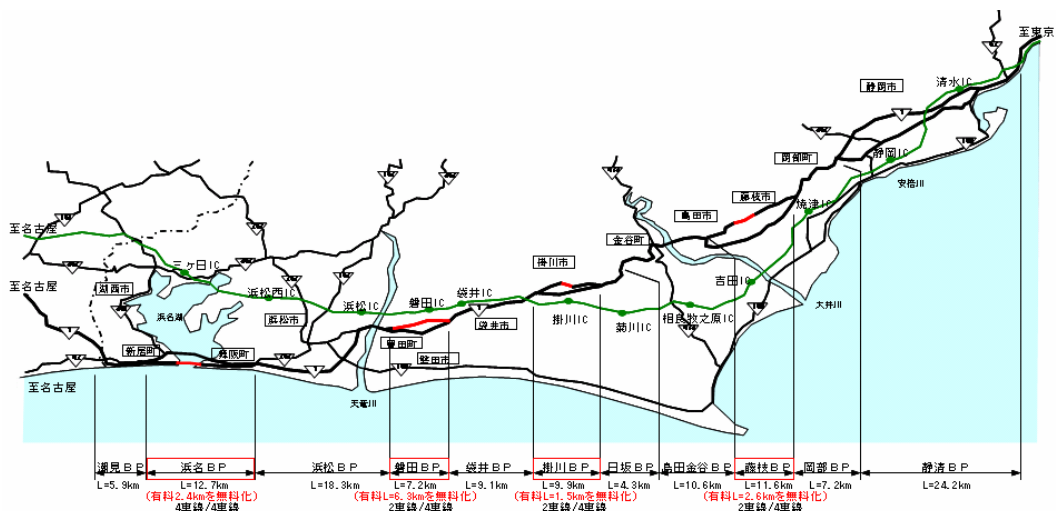 至東京
清水IC
静岡市
1
静岡IC
岡部町
安倍川
藤枝市
焼津IC
島田市
金谷町
至名古屋
三ヶ日IC
掛川市
吉田IC
大井川
至名古屋
湖西市
浜名湖
浜松西IC
浜松市
浜松IC
磐田IC
袋井IC
1
袋井市
掛川IC
菊川IC
相良牧之原IC
1
新居町
舞阪町
豊田町
磐田市
1
至名古屋
天竜川
潮見BP
浜名BP
浜松BP
磐田BP
袋井BP
掛川BP
日坂BP
島田金谷BP
藤枝BP
岡部BP
静清BP
L=5.9km
L=12.7km
L=18.3km
L=7.2km
L=9.1km
L=9.9km
L=4.3km
L=10.6km
L=11.6km
L=7.2km
L=24.2km
(有料2.4kmを無料化)
(有料L=6.3kmを無料化)
(有料L=1.5kmを無料化)
(有料L=2.6kmを無料化)
4車線/4車線
2車線/4車線
2車線/4車線
2車線/4車線